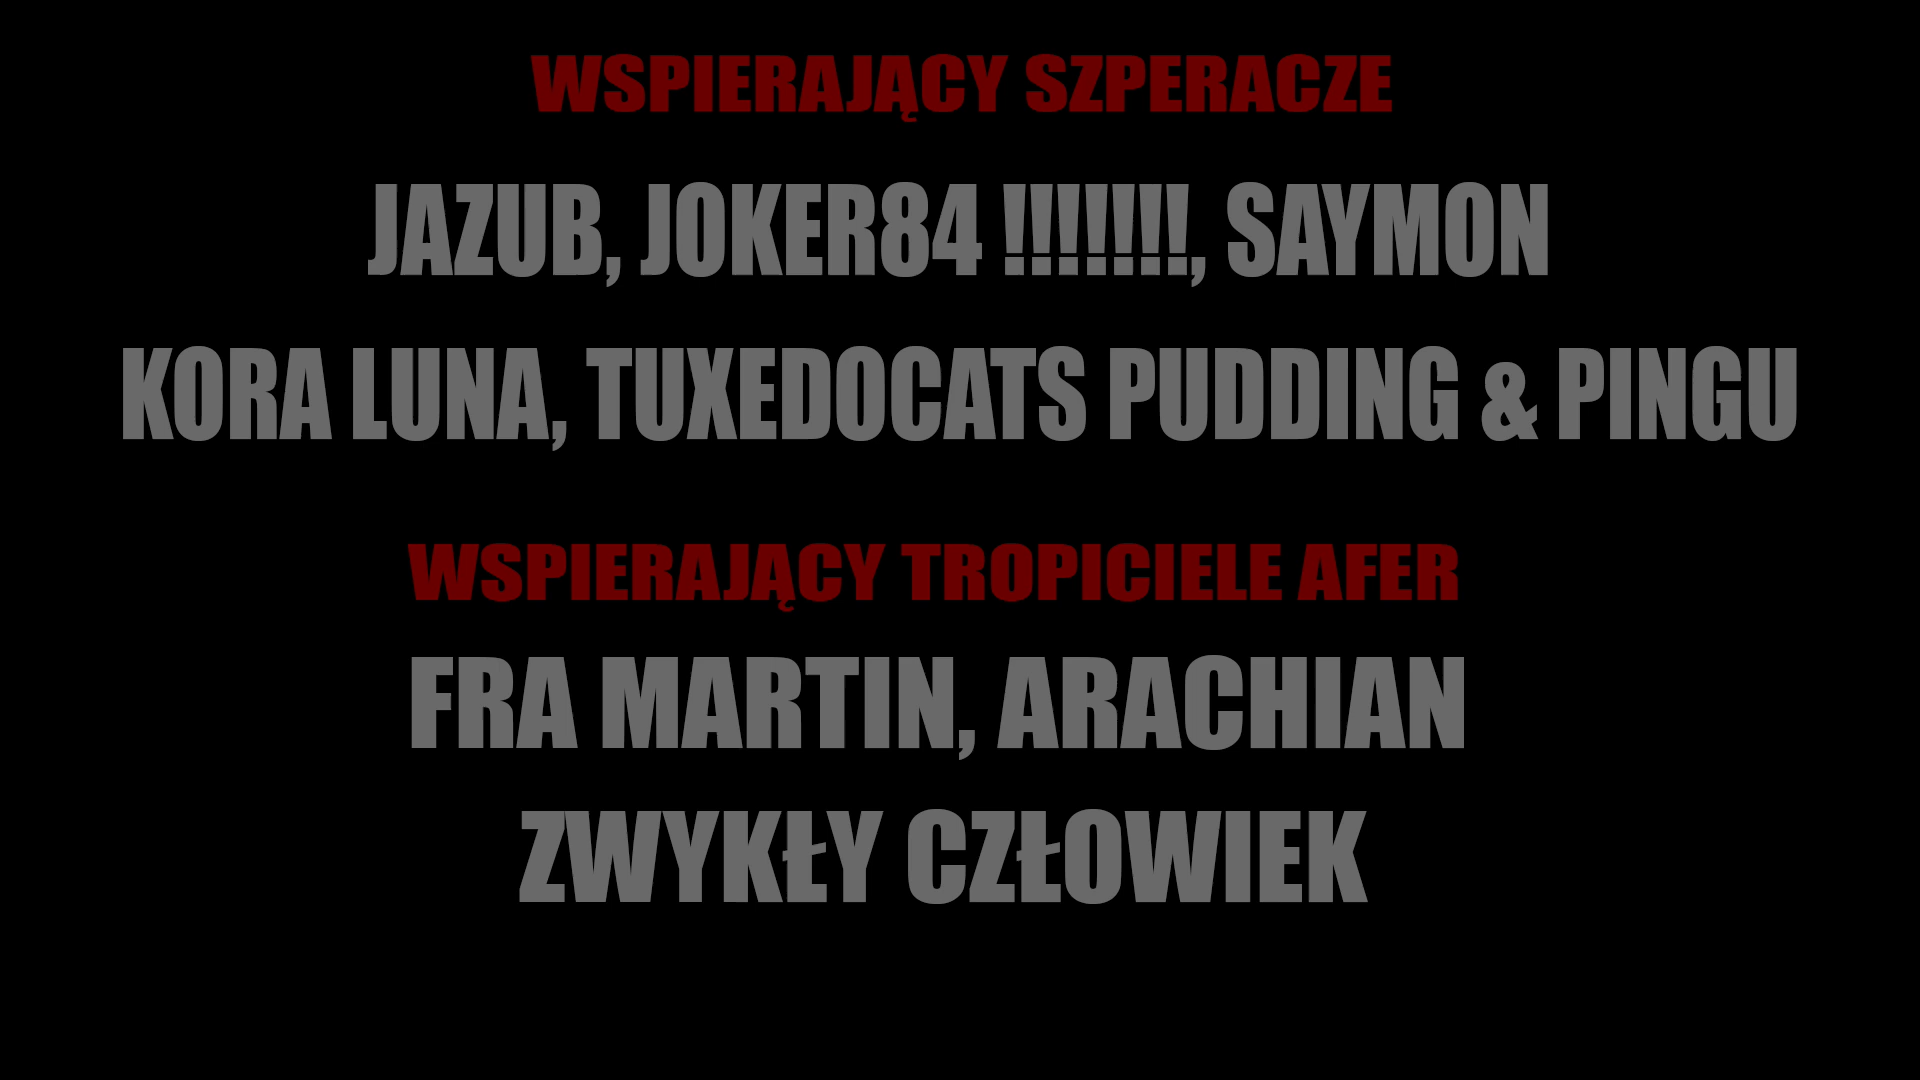 WSPIERAJĄCY SZPERACZE
JAZUB, JOKER84 !!!!!!!, SAYMON
KORA LUNA, TUXEDOCATS PUDDING & PINGU
WSPIERAJĄCY TROPICIELE AFER
FRA MARTIN, ARACHIAN
ZWYKŁY CZŁOWIEK